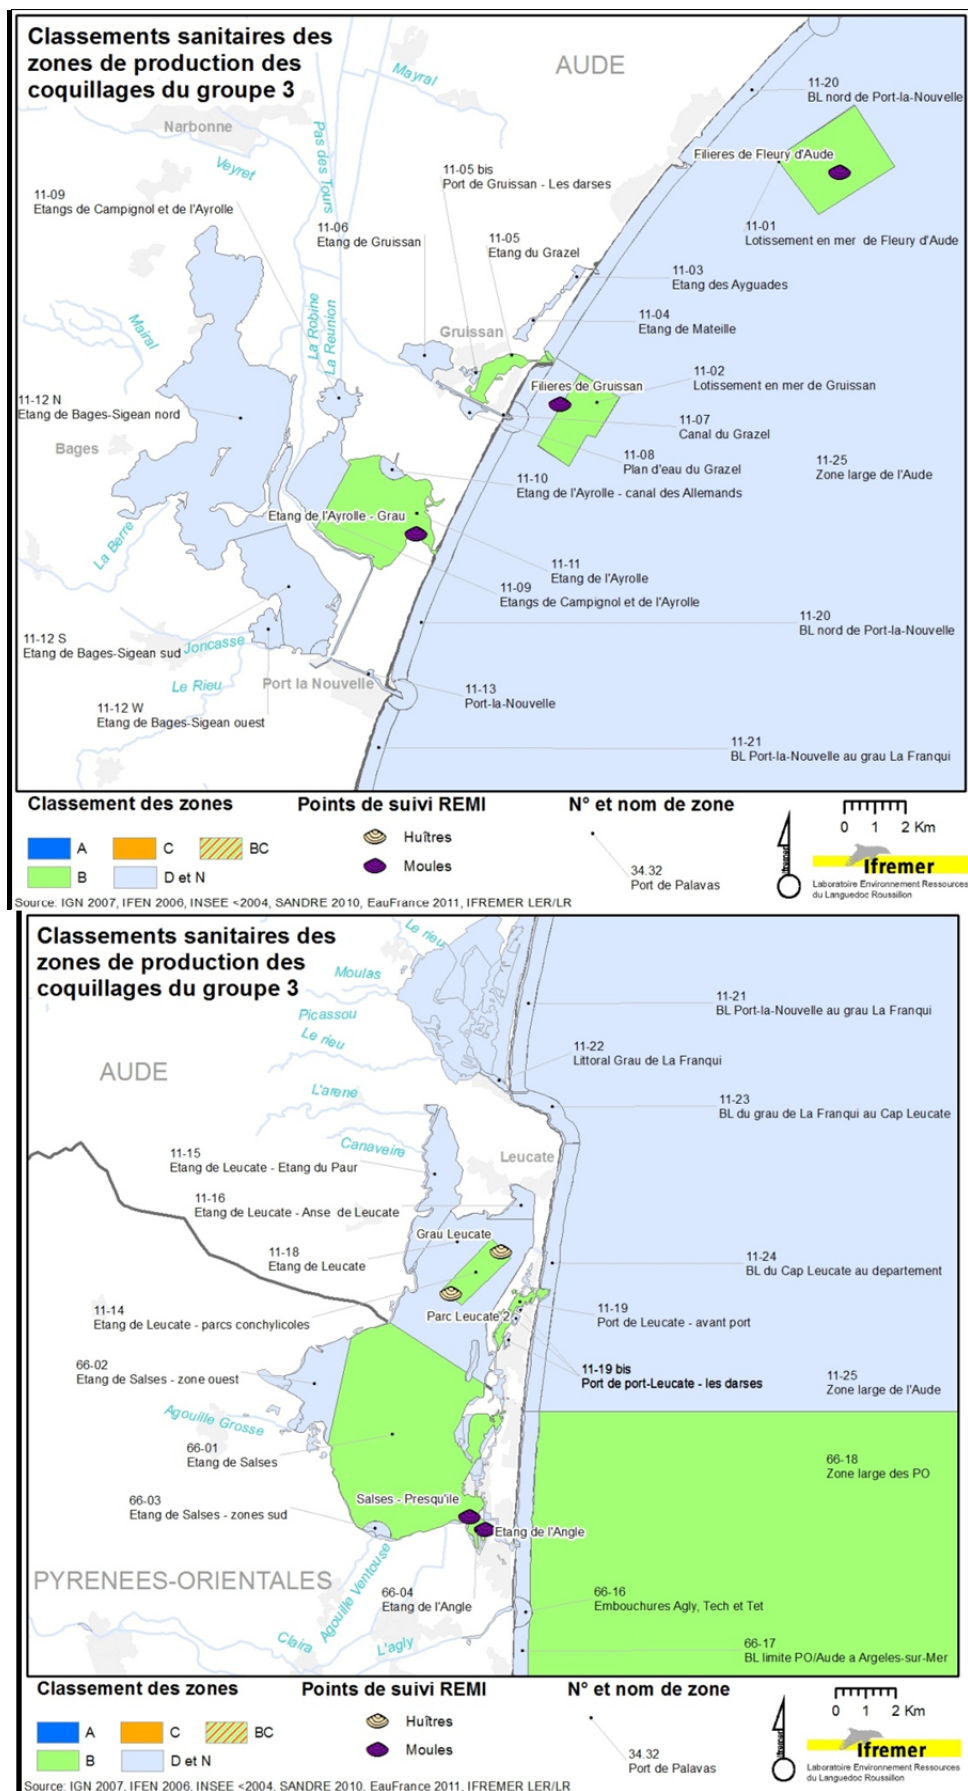 Classements sanitaires des
zones de production des
coquillages du groupe 3
AUDE
Mayral
11-20
BL nord de Port-la-Nouvelle
Narbonne
Pas des Tours
Filieres de Fleury d'Aude
Veyret
11-05 bis
Port de Gruissan - Les darses
11-09
Etangs de Campignol et de l'Ayrolle
11-06
Etang de Gruissan
11-05
Etang du Grazel
11-01
Lotissement en mer de Fleury d'Aude
11-03
Etang des Ayguades
La Robine
La Reunion
Mairal
11-04
Etang de Mateille
Gruissan
Filieres de Gruissan
11-02
Lotissement en mer de Gruissan
11-12 N
Etang de Bages-Sigean nord
11-07
Canal du Grazel
Bages
11-08
Plan d'eau du Grazel
11-25
Zone large de l'Aude
11-10
Etang de l'Ayrolle - canal des Allemands
Etang de l'Ayrolle - Grau
La Berre
11-11
Etang de l'Ayrolle
11-09
Etangs de Campignol et de l'Ayrolle
11-20
BL nord de Port-la-Nouvelle
11-12 S
Etang de Bages-Sigean sud
Joncasse
Le Rieu
Port la Nouvelle
11-13
Port-la-Nouvelle
11-12 W
Etang de Bages-Sigean ouest
11-21
BL Port-la-Nouvelle au grau La Franqui
Classement des zones
Points de suivi REMI
N° et nom de zone
A
C
BC
B
D et N
Huîtres
Moules
34.32
Port de Palavas
0 1 2 Km
Ifremer
Ifremer
Laboratoire Environnement Ressources
du Languedoc Roussillon
Source: IGN 2007, IFEN 2006, INSEE <2004, SANDRE 2010, EauFrance 2011, IFREMER LER/LR
Classements sanitaires des
zones de production des
coquillages du groupe 3
Le rieu
Moulas
Picassou
Le rieu
11-21
BL Port-la-Nouvelle au grau La Franqui
11-22
Littoral Grau de La Franqui
AUDE
L'arene
11-23
BL du grau de La Franqui au Cap Leucate
Canaveire
11-15
Etang de Leucate - Etang du Paur
Leucate
11-16
Etang de Leucate - Anse de Leucate
Grau Leucate
11-18
Etang de Leucate
11-24
BL du Cap Leucate au departement
11-14
Etang de Leucate - parcs conchylicoles
Parc Leucate 2
11-19
Port de Leucate - avant port
66-02
Etang de Salses - zone ouest
11-19 bis
Port de port-Leucate - les darses
11-25
Zone large de l'Aude
Agouille Grosse
66-01
Etang de Salses
66-18
Zone large des PO
66-03
Etang de Salses - zones sud
Salses - Presqu'ile
Etang de l'Angle
PYRENEES-ORIENTALES
Agouille Ventouse
66-04
Etang de l'Angle
66-16
Embouchures Agly, Tech et Tet
Claira
L'agly
66-17
BL limite PO/Aude a Argeles-sur-Mer
Classement des zones
Points de suivi REMI
N° et nom de zone
A
C
BC
B
D et N
Huîtres
Moules
34.32
Port de Palavas
0 1 2 Km
Ifremer
Ifremer
Laboratoire Environnement Ressources
du Languedoc Roussillon
Source: IGN 2007, IFEN 2006, INSEE <2004, SANDRE 2010, EauFrance 2011, IFREMER LER/LR